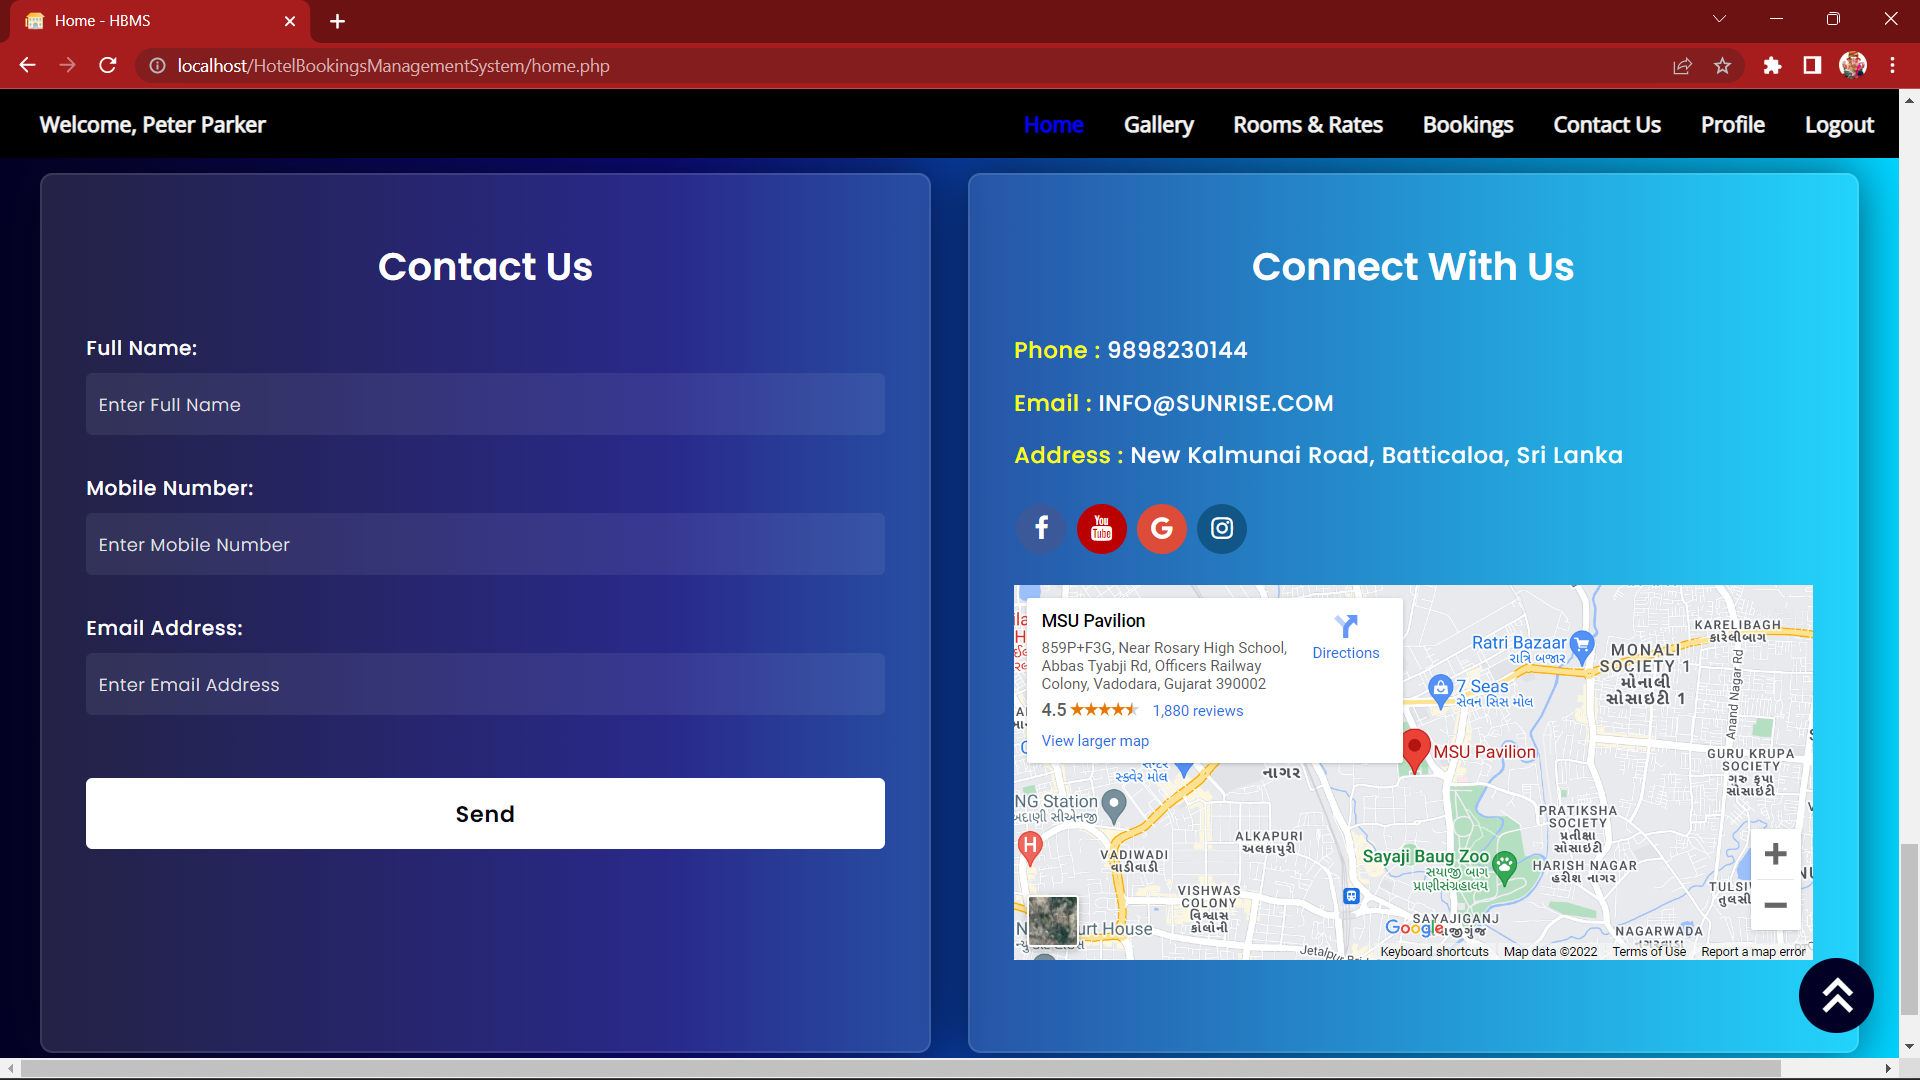 Home - HBMS
localhost/HotelBookingsManagementSystem/home.php
Welcome, Peter Parker
Home
Gallery
Rooms & Rates
Bookings
Contact Us
Profile
Logout
Contact Us
Full Name:
Enter Full Name
Mobile Number:
Enter Mobile Number
Email Address:
Enter Email Address
Send
Connect With Us
Phone : 9898230144
Email : INFO@SUNRISE.COM
Address : New Kalmunai Road, Batticaloa, Sri Lanka
You
Tube
MSU Pavilion
859P+F3G, Near Rosary High School,
Abbas Tyabji Rd, Officers Railway
Colony, Vadodara, Gujarat 390002
4.5
1,880 reviews
View larger map
Directions
Ratri Bazaar
રાત્રિ બજાર
KARELIBAGH
કારેલીબાગ
MONALI
SOCIETY 1
મોનાલી
સોસાઇટી 1
7 Seas
સેવન સિસ મોલ
Anand Nagar Rd
MSU Pavilion
GURU KRUPA
SOCIETY
ગુરુ કૃપા
સોસાઇટી
સ્ક્વેર મોલ
નાગર
NG Station
અદાણી સીએનજી
H
PRATIKSHA
SOCIETY
પ્રતીક્ષા
સોસાઇટી
ALKAPURI
અલકાપુરી
VADIWADI
વાડીવાડી
Sayaji Baug Zoo
સયાજી બાગ
પ્રાણીસંગ્રહાલય
HARISH NAGAR
હરીશ નાગર
VISHWAS
COLONY
વિશ્વાસ
કોલોની
SAYAJIGANJ
Google
NAGARWADA
Court House
Keyboard shortcuts
Map data ©2022
Terms of Use
Report a map error